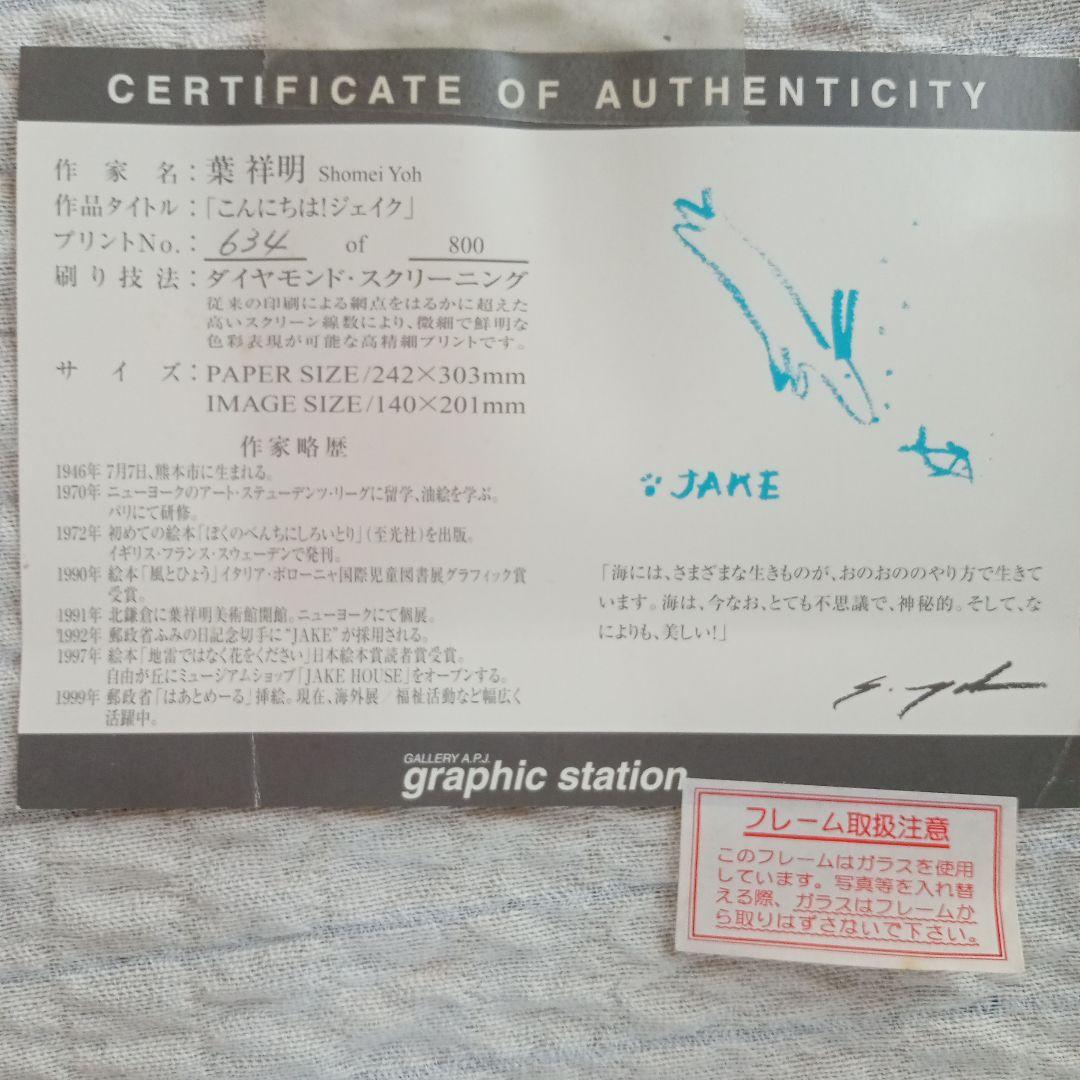 CERTIFICATE OF AUTHENTICITY
作家名：葉 祥明 Shomei Yoh
作品タイトル：「こんにちは！ジェイク」
プリントNo.：634 of 800
刷り技法：ダイヤモンド・スクリーニング
従来の印刷による網点をはるかに超えた
高いスクリーン線数により、微細で鮮明な
色彩表現が可能な高精細プリントです。
サイズ：PAPER SIZE/242×303mm
IMAGE SIZE/140×201mm
作家略歴
1946年 7月7日、熊本市に生まれる。
1970年 ニューヨークのアート・ステューデンツ・リーグに留学、油絵を学ぶ。
パリにて研修。
1972年 初めての絵本「ぼくのべんちにしろいとり」（至光社）を出版。
イギリス・フランス・スウェーデンで発刊。
1990年 絵本「風とひょう」イタリア・ボローニャ国際児童図書展グラフィック賞
受賞。
1991年 北鎌倉に葉祥明美術館開館。ニューヨークにて個展。
1992年 郵政省ふみの日記念切手に“JAKE”が採用される。
1997年 絵本「地雷ではなく花をください」日本絵本賞読者賞受賞。
自由が丘にミュージアムショップ「JAKE HOUSE」をオープンする。
1999年 郵政省「はあとめーる」挿絵。現在、海外展／福祉活動など幅広く
活躍中。
JAKE
「海には、さまざまな生きものが、おのおののやり方で生きて
います。海は、今なお、とても不思議で、神秘的。そして、な
によりも、美しい！」
GALLERY A.P.J.
graphic station
フレーム取扱注意
このフレームはガラスを使用
しています。写真等を入れ替
える際、ガラスはフレームか
ら取りはずさないで下さい。